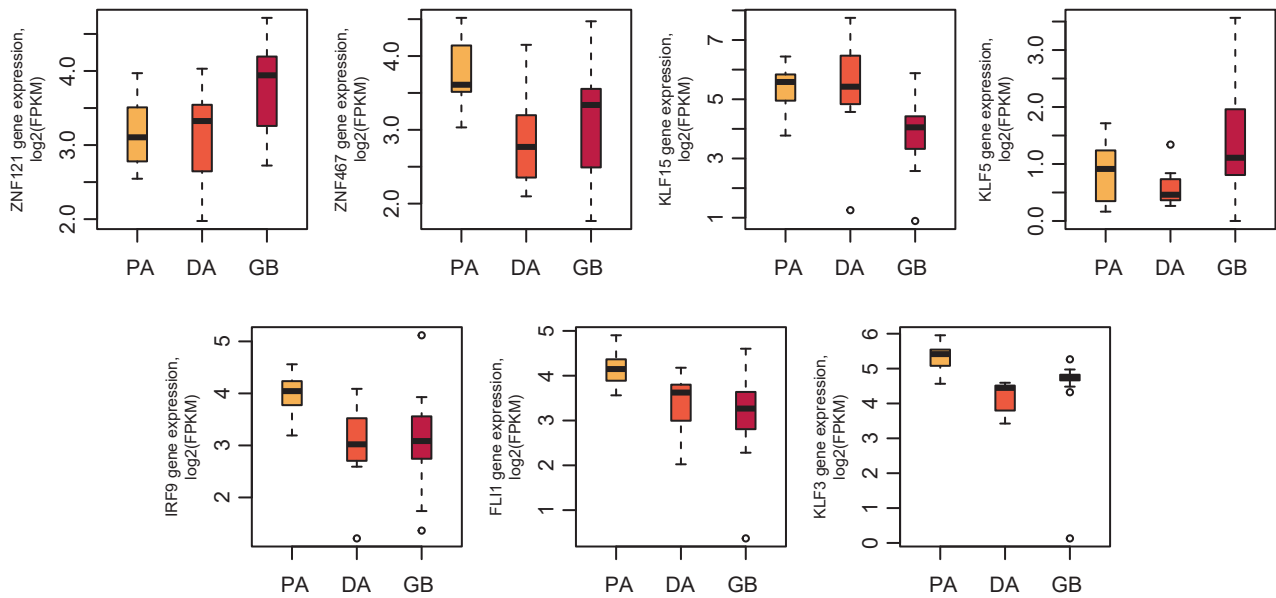 ZNF121 gene expression,
log2(FPKM)
4.0
3.0
2.0
PA DA GB
ZNF467 gene expression,
log2(FPKM)
4.0
3.0
2.0
PA DA GB
KLF15 gene expression,
log2(FPKM)
7
5
3
1
PA DA GB
KLF5 gene expression,
log2(FPKM)
3.0
2.0
1.0
0.0
PA DA GB
IRF9 gene expression,
log2(FPKM)
5
4
3
2
PA DA GB
FLI1 gene expression,
log2(FPKM)
5
4
3
2
1
PA DA GB
KLF3 gene expression,
log2(FPKM)
6
5
4
3
2
1
0
PA DA GB